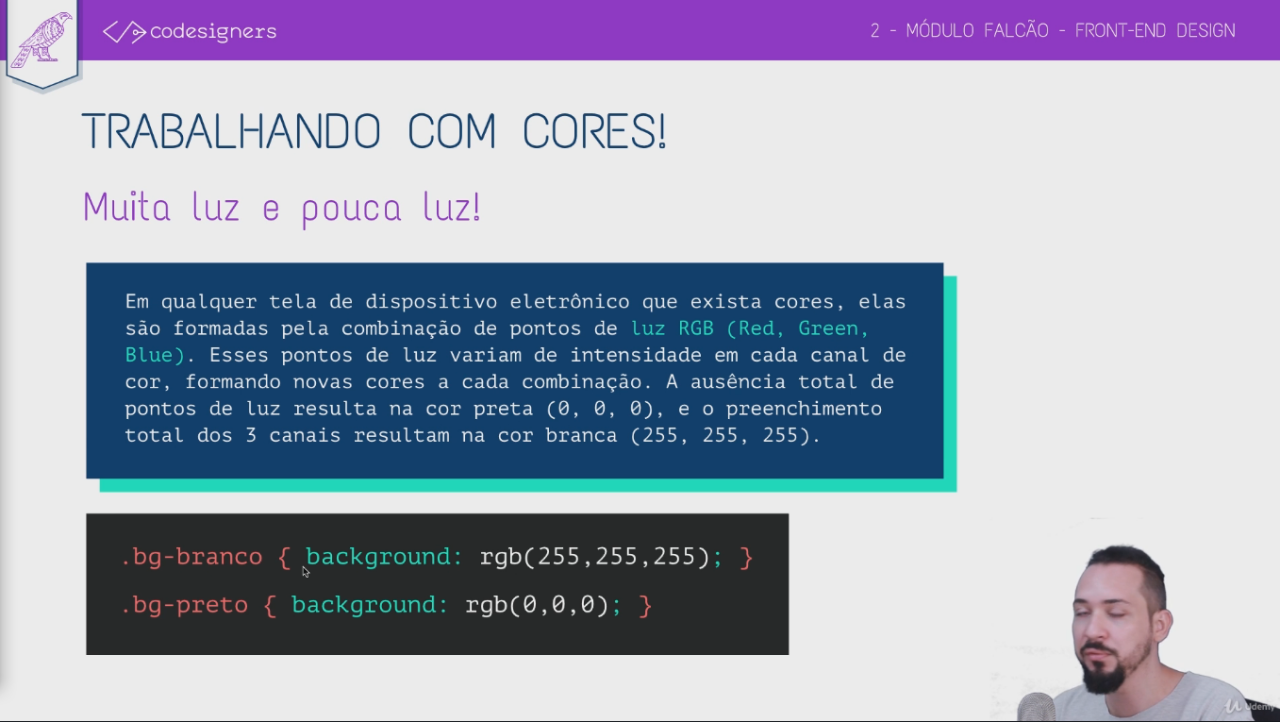 codesigners
2 - MÓDULO FALCÃO - FRONT-END DESIGN
TRABALHANDO COM CORES!
Muita luz e pouca luz!
Em qualquer tela de dispositivo eletrônico que exista cores, elas
são formadas pela combinação de pontos de luz RGB (Red, Green,
Blue). Esses pontos de luz variam de intensidade em cada canal de
cor, formando novas cores a cada combinação. A ausência total de
pontos de luz resulta na cor preta (0, 0, 0), e o preenchimento
total dos 3 canais resultam na cor branca (255, 255, 255).
.bg-branco { background: rgb(255,255,255); }
.bg-preto { background: rgb(0,0,0); }
Udemy